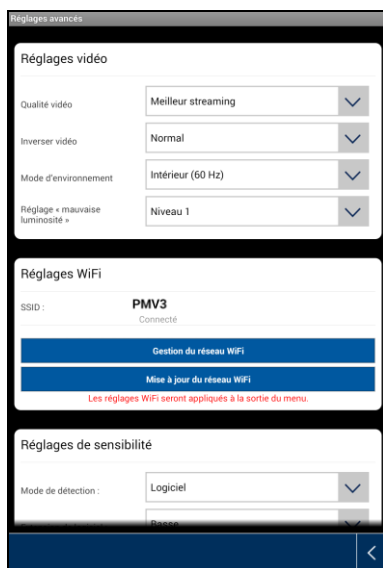 Réglages avancés
Réglages vidéo
Qualité vidéo
Meilleur streaming
Inverser vidéo
Normal
Mode d'environnement
Intérieur (60 Hz)
Réglage « mauvaise
luminosité »
Niveau 1
Réglages WiFi
SSID :
PMV3
Connecté
Gestion du réseau WiFi
Mise à jour du réseau WiFi
Les réglages WiFi seront appliqués à la sortie du menu.
Réglages de sensibilité
Mode de détection :
Logiciel
Basse